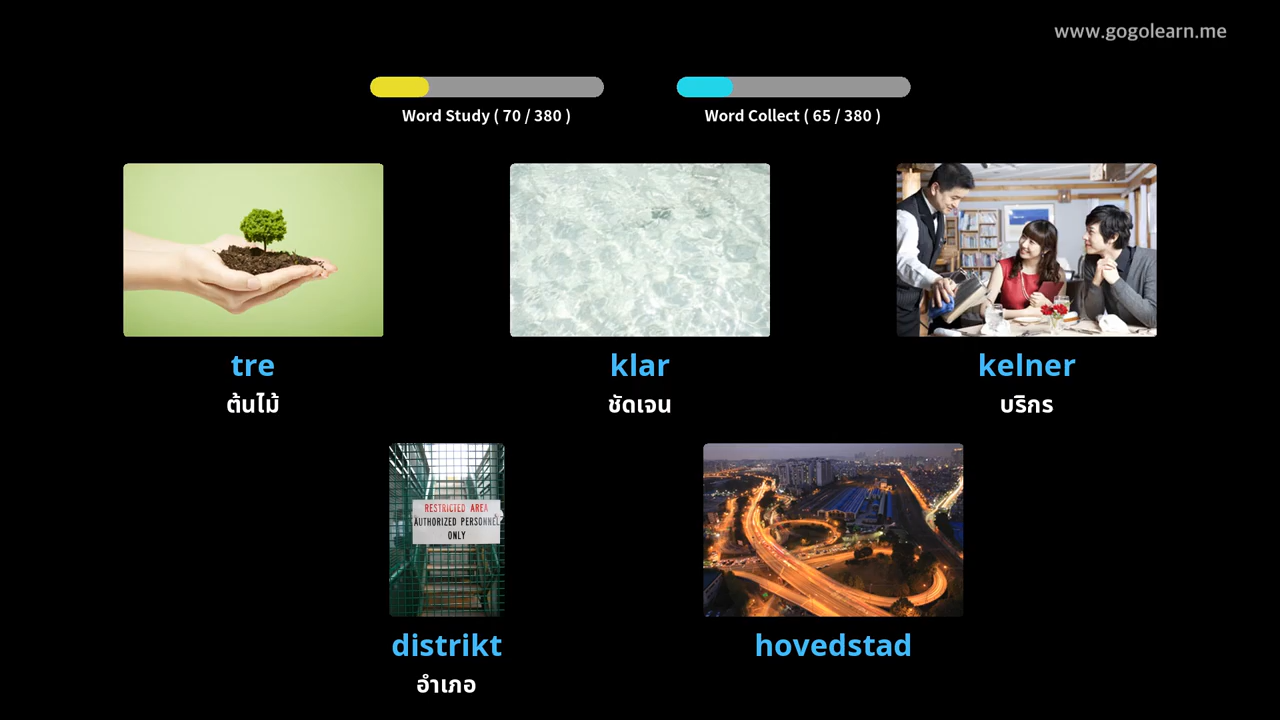 www.gogolearn.me
Word Study ( 70 / 380 )
Word Collect ( 65 / 380 )
tre
ต้นไม้
klar
ชัดเจน
kelner
บริกร
RESTRICTED AREA
AUTHORIZED PERSONNEL
ONLY
distrikt
อำเภอ
hovedstad